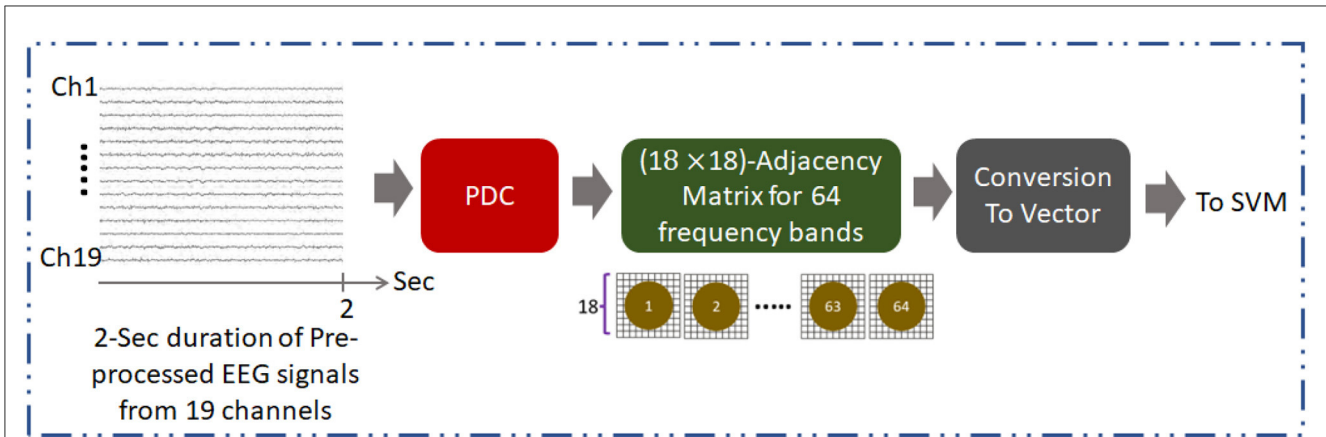 Ch1
Ch19
Sec
2
2-Sec duration of Pre-
processed EEG signals
from 19 channels
PDC
(18 ×18)-Adjacency
Matrix for 64
frequency bands
18
1
2
63
64
Conversion
To Vector
To SVM